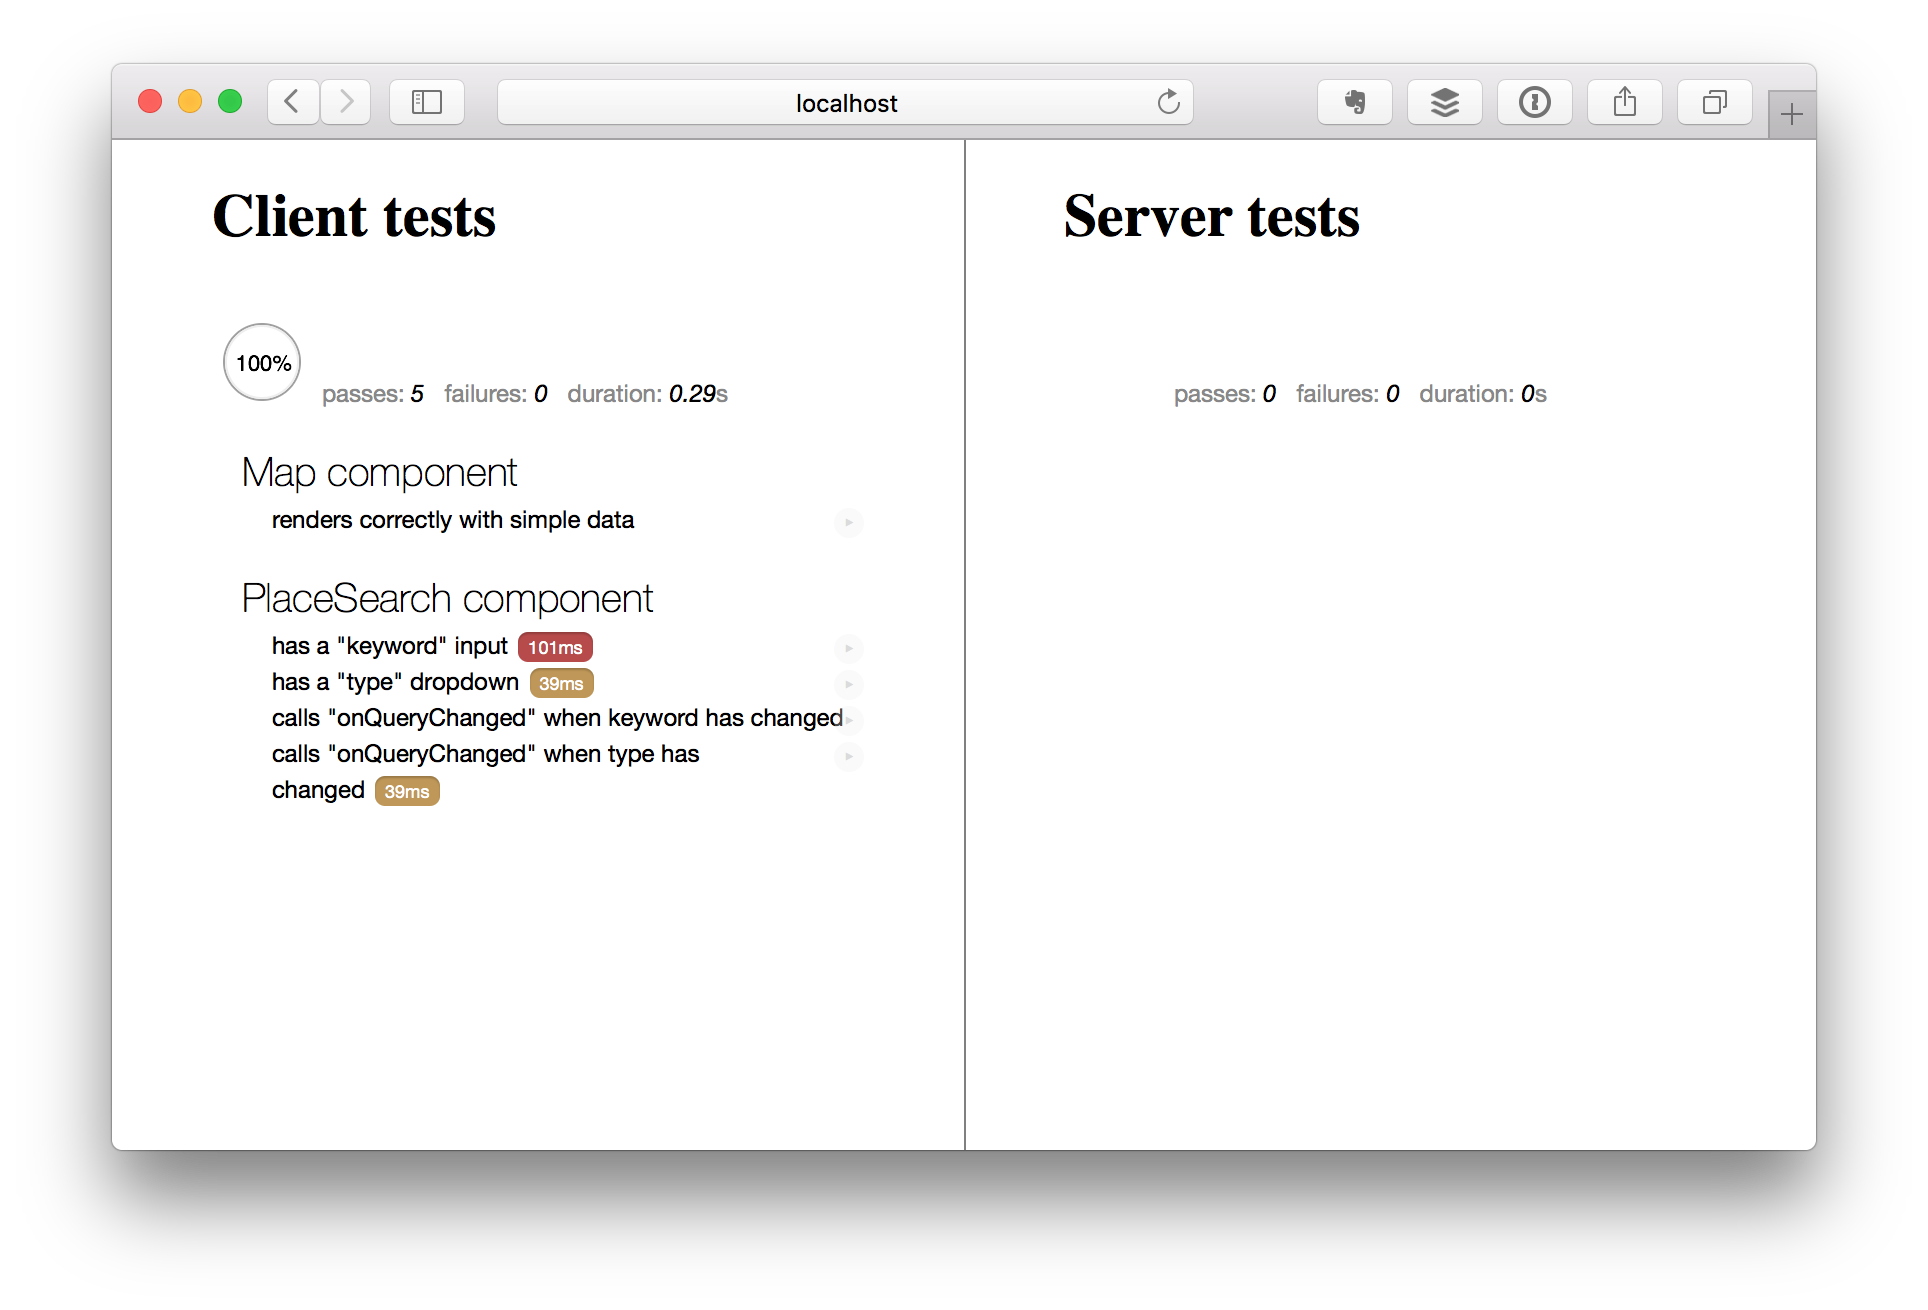 localhost
Client tests
100%
passes: 5 failures: 0 duration: 0.29s
Map component
renders correctly with simple data
PlaceSearch component
has a "keyword" input 101ms
has a "type" dropdown 39ms
calls "onQueryChanged" when keyword has changed
calls "onQueryChanged" when type has
changed 39ms
Server tests
passes: 0 failures: 0 duration: 0s